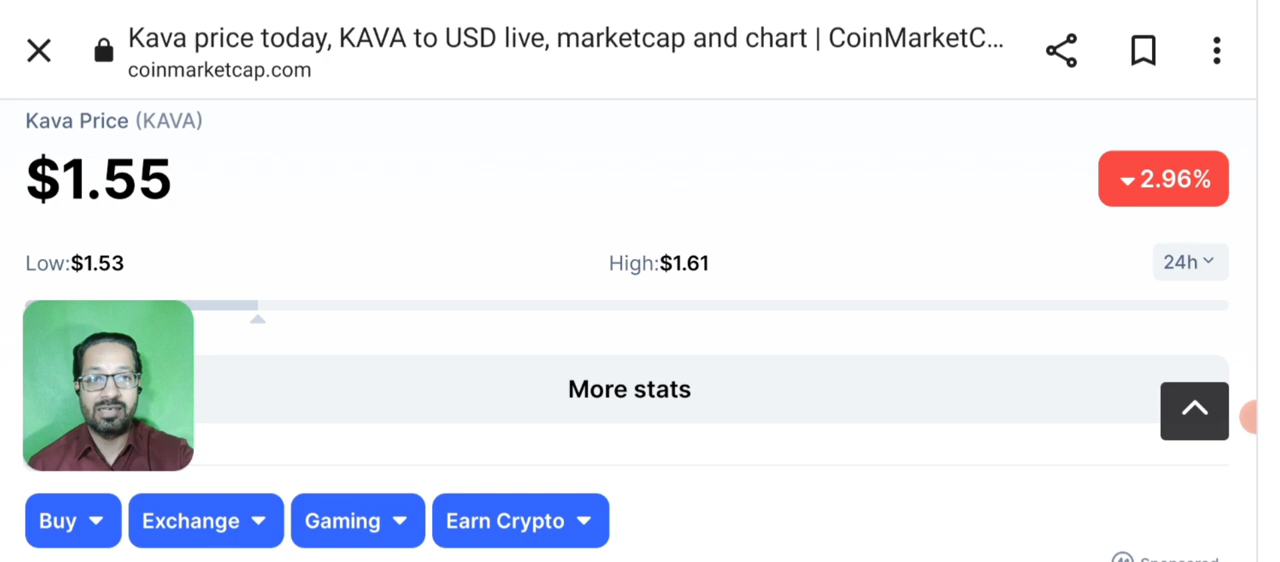 Kava price today, KAVA to USD live, marketcap and chart | CoinMarketC...
coinmarketcap.com
Kava Price (KAVA)
$1.55
2.96%
Low:$1.53 High:$1.61 24h
More stats
Buy Exchange Gaming Earn Crypto
Sponsored